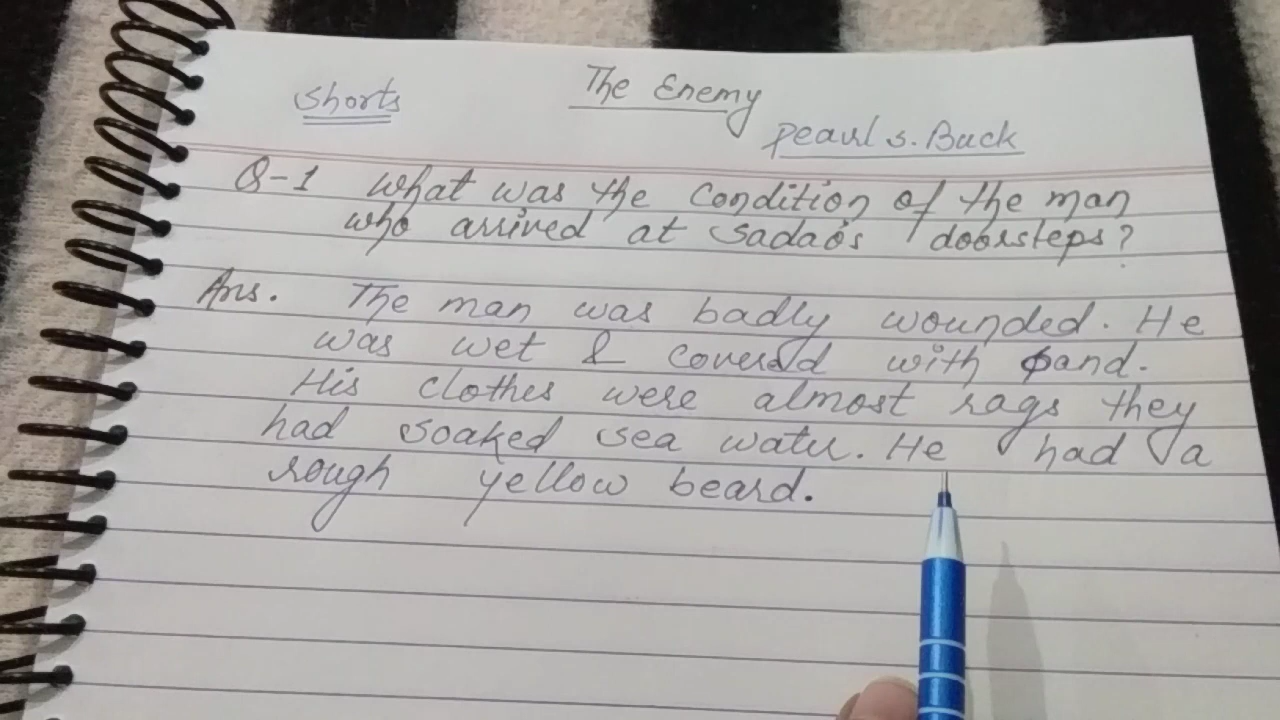 Shorts
The Enemy
Pearl S. Buck
Q-1 What was the Condition of the man
who arrived at Sadao's doorsteps?
Ans. The man was badly wounded. He
was wet & covered with sand.
His clothes were almost rags they
had soaked sea water. He had a
rough yellow beard.